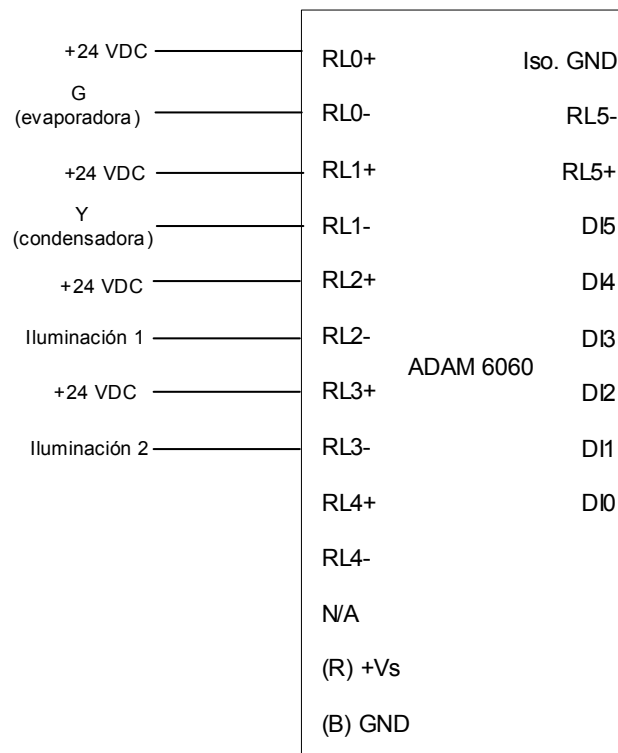 +24 VDC
RL0+
Iso. GND
G
(evaporadora)
RL0-
RL5-
+24 VDC
RL1+
RL5+
Y
(condensadora)
RL1-
DI5
+24 VDC
RL2+
DI4
Iluminación 1
RL2-
DI3
ADAM 6060
+24 VDC
RL3+
DI2
Iluminación 2
RL3-
DI1
RL4+
DI0
RL4-
N/A
(R) +Vs
(B) GND